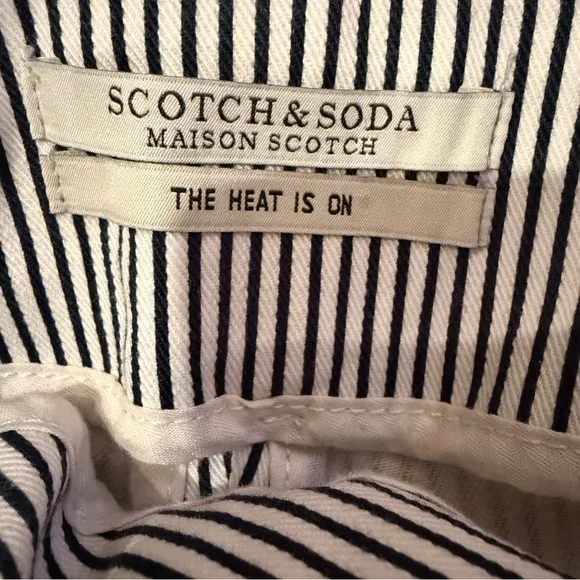 SCOTCH & SODA
MAISON SCOTCH
THE HEAT IS ON